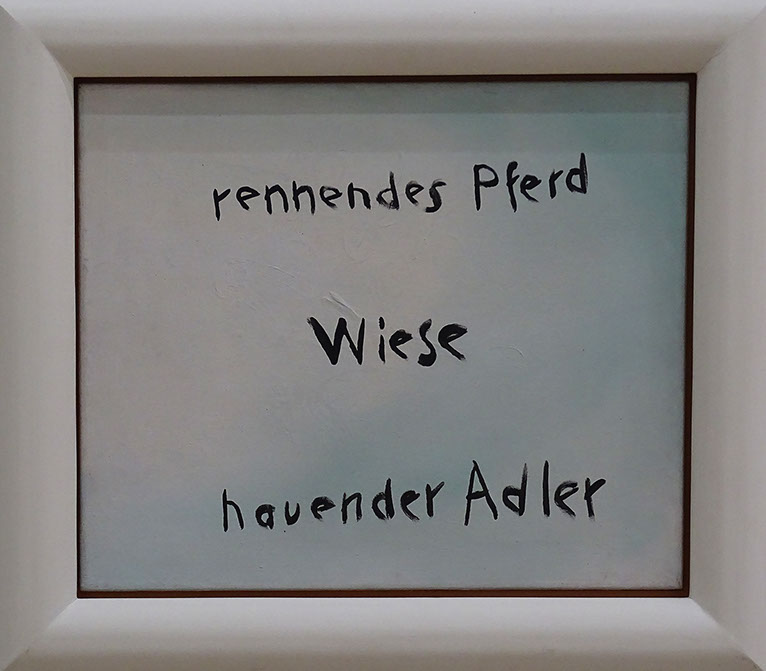 rennendes Pferd
Wiese
hauender Adler